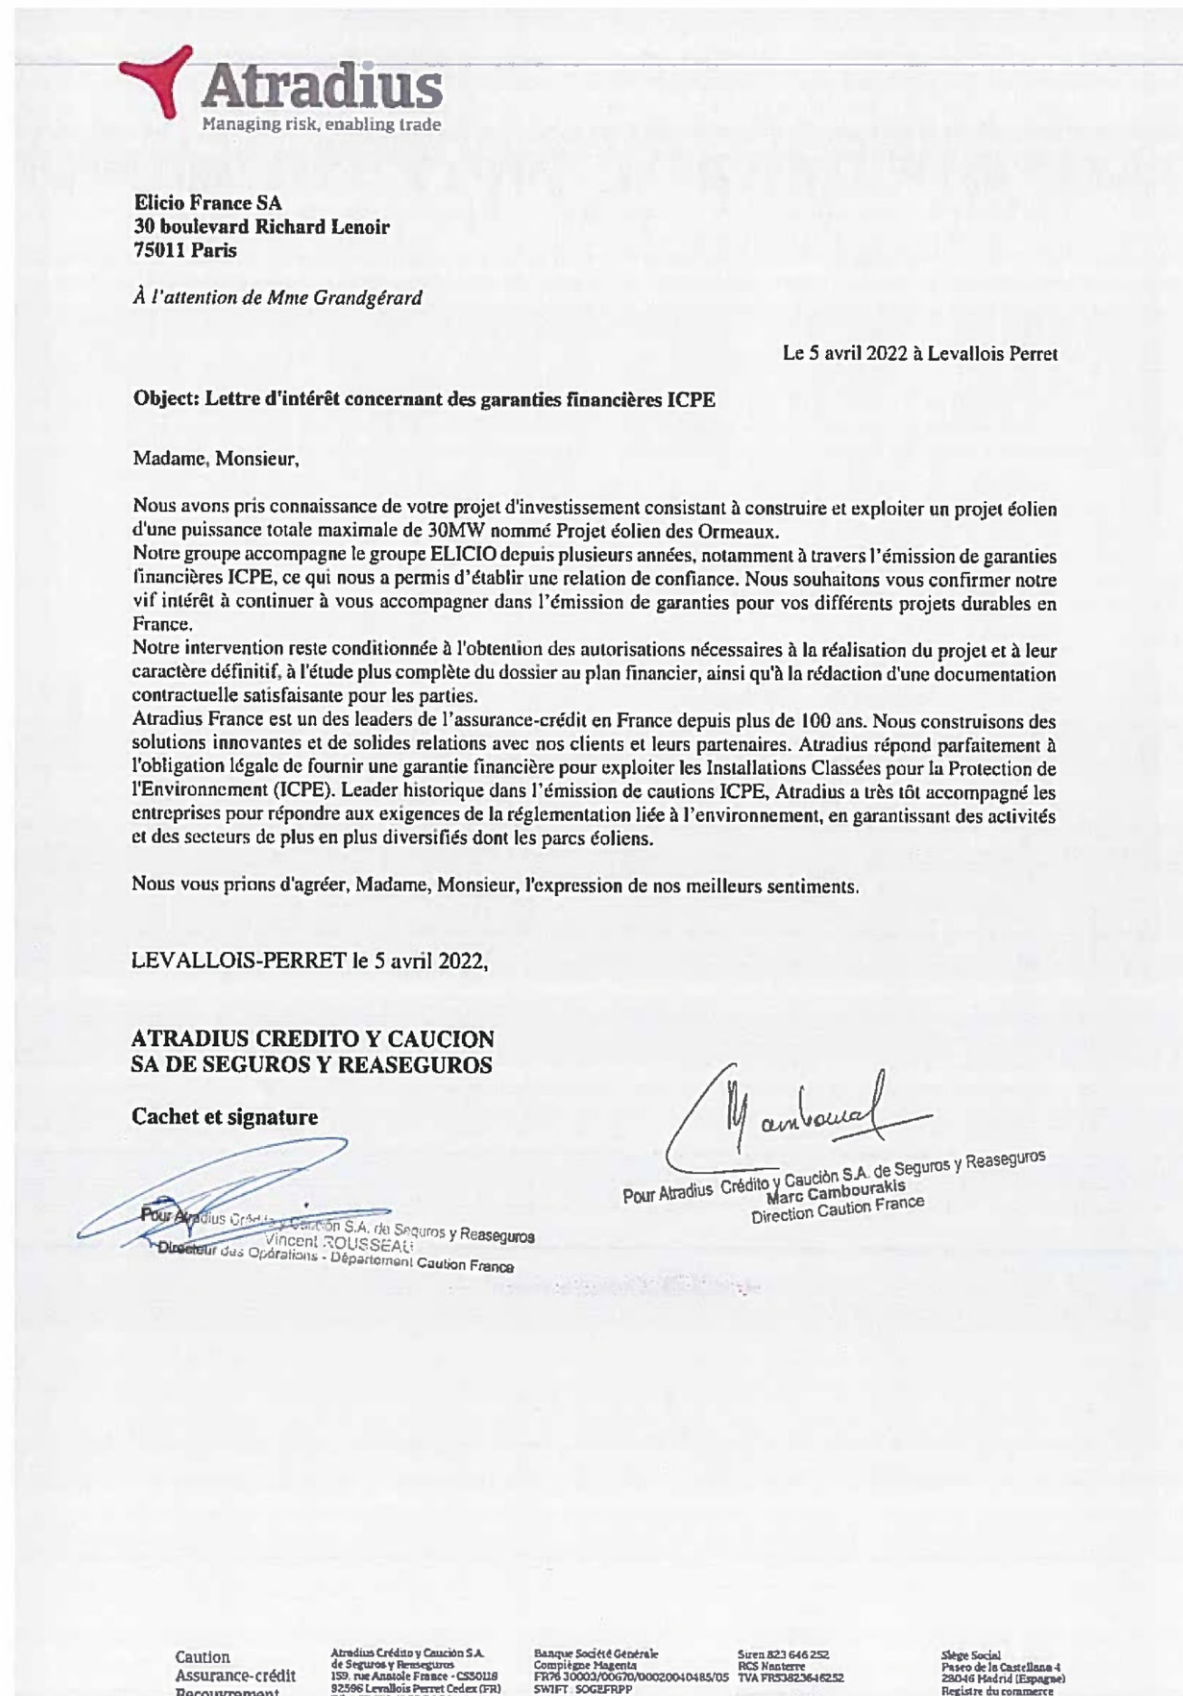 Atradius
Managing risk, enabling trade
Elicio France SA
30 boulevard Richard Lenoir
75011 Paris
À l'attention de Mme Grandgérard
Le 5 avril 2022 à Levallois Perret
Object: Lettre d'intérêt concernant des garanties financières ICPE
Madame, Monsieur,
Nous avons pris connaissance de votre projet d'investissement consistant à construire et exploiter un projet éolien
d'une puissance totale maximale de 30MW nommé Projet éolien des Ormeaux.
Notre groupe accompagne le groupe ELICIO depuis plusieurs années, notamment à travers l'émission de garanties
financières ICPE, ce qui nous a permis d'établir une relation de confiance. Nous souhaitons vous confirmer notre
vif intérêt à continuer à vous accompagner dans l'émission de garanties pour vos différents projets durables en
France.
Notre intervention reste conditionnée à l'obtention des autorisations nécessaires à la réalisation du projet et à leur
caractère définitif, à l'étude plus complète du dossier au plan financier, ainsi qu'à la rédaction d'une documentation
contractuelle satisfaisante pour les parties.
Atradius France est un des leaders de l'assurance-crédit en France depuis plus de 100 ans. Nous construisons des
solutions innovantes et de solides relations avec nos clients et leurs partenaires. Atradius répond parfaitement à
l'obligation légale de fournir une garantie financière pour exploiter les Installations Classées pour la Protection de
l'Environnement (ICPE). Leader historique dans l'émission de cautions ICPE, Atradius a très tôt accompagné les
entreprises pour répondre aux exigences de la réglementation liée à l'environnement, en garantissant des activités
et des secteurs de plus en plus diversifiés dont les parcs éoliens.
Nous vous prions d'agréer, Madame, Monsieur, l'expression de nos meilleurs sentiments.
LEVALLOIS-PERRET le 5 avril 2022,
ATRADIUS CREDITO Y CAUCION
SA DE SEGUROS Y REASEGUROS
Cachet et signature
Pour Atradius Crédito y Caución S.A. de Seguros y Reaseguros
Vincent ROUSSEAU
Directeur des Opérations - Département Caution France
Pour Atradius Crédito y Caución S.A. de Seguros y Reaseguros
Marc Cambourakis
Direction Caution France
Caution
Assurance-crédit
Recouvrement
Atradius Crédito y Caución S.A.
de Seguros y Reaseguros
159, rue Anatole France - CS50118
92596 Levallois Perret Cedex (FR)
Banque Société Générale
Compiègne Magenta
FR76 30003/00670/00020040485/05
SWIFT : SOGEFRPP
Siren 823 646 252
RCS Nanterre
TVA FR53823646252
Siège Social
Paseo de la Castellana 4
28046 Madrid (Espagne)
Registre du commerce